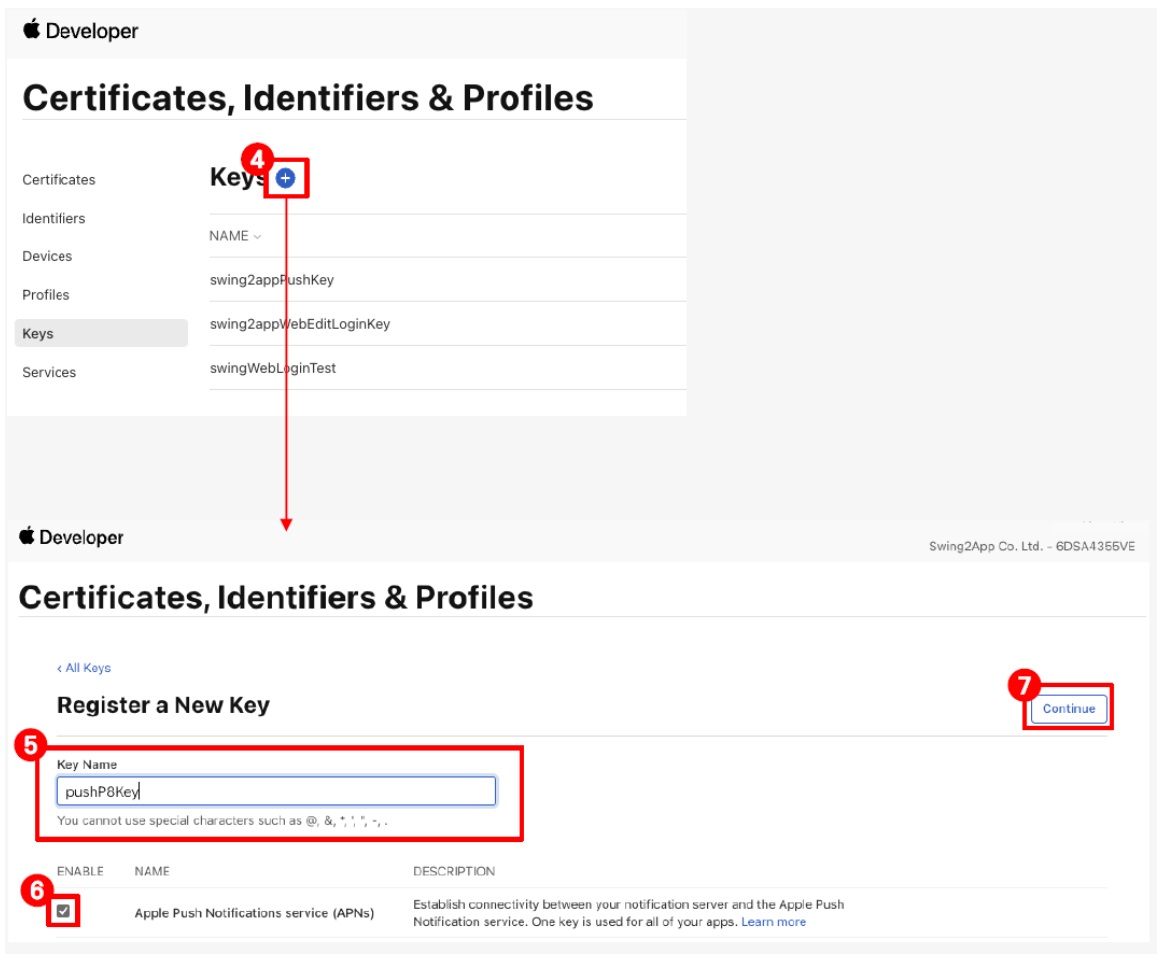 Developer
Certificates, Identifiers & Profiles
4
Certificates
Keys
Identifiers
NAME
Devices
swing2appPushKey
Profiles
swing2appWebEditLoginKey
Keys
swingWebLoginTest
Services
Developer
Swing2App Co. Ltd. - 6DSA4355VE
Certificates, Identifiers & Profiles
‹ All Keys
7
Register a New Key
Continue
5
Key Name
pushP8Key
You cannot use special characters such as @, &, *, ', ", -, .
ENABLE NAME DESCRIPTION
6
Apple Push Notifications service (APNs)
Establish connectivity between your notification server and the Apple Push
Notification service. One key is used for all of your apps. Learn more